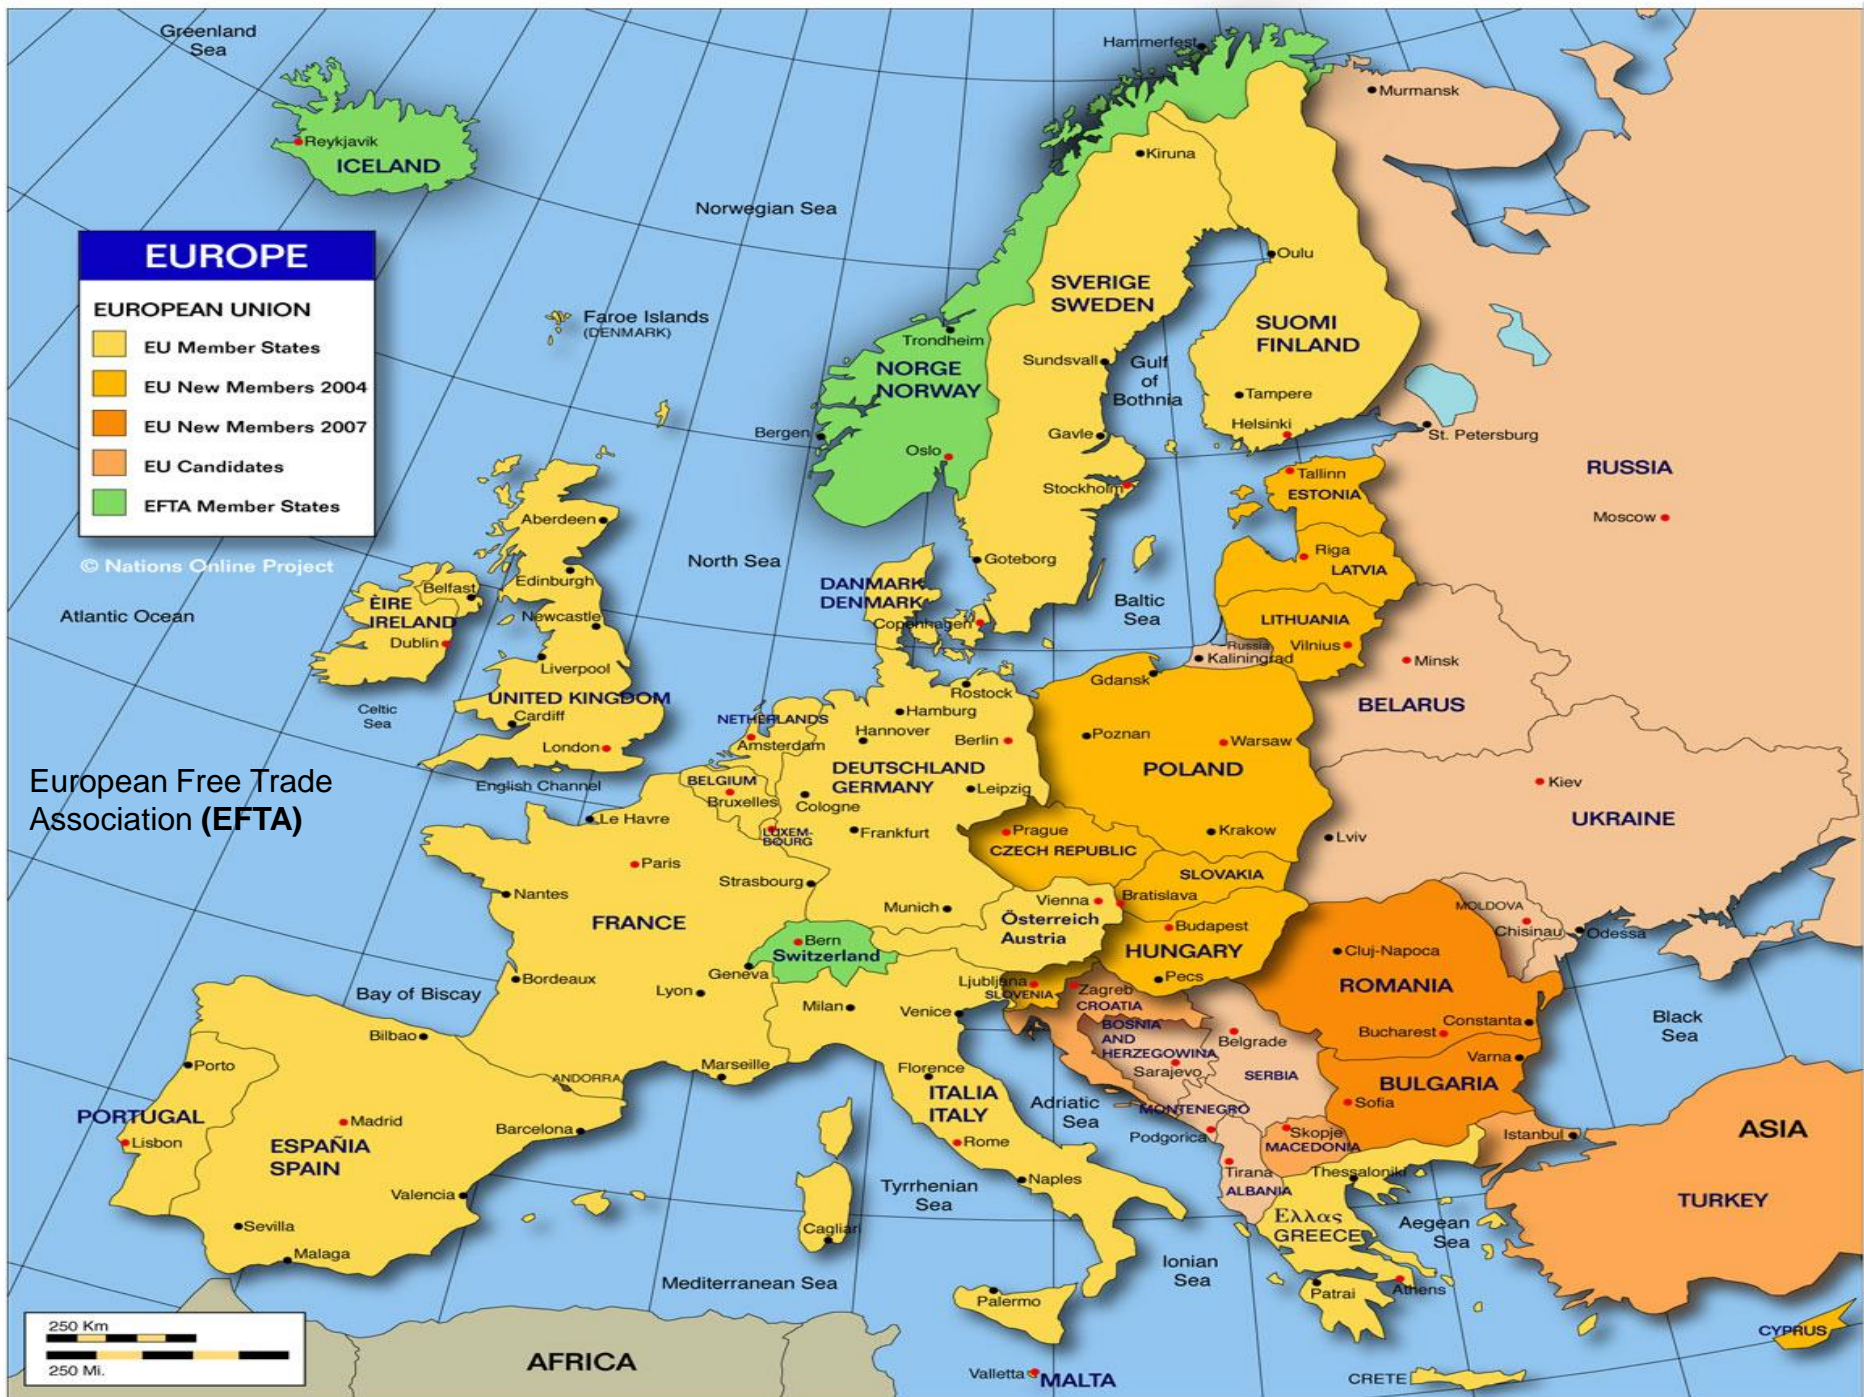 Greenland
Sea
Hammerfest
Murmansk
Reykjavik
ICELAND
Kiruna
Norwegian Sea
EUROPE
EUROPEAN UNION
EU Member States
EU New Members 2004
EU New Members 2007
EU Candidates
EFTA Member States
© Nations Online Project
Oulu
SVERIGE
SWEDEN
Faroe Islands
(DENMARK)
SUOMI
FINLAND
Trondheim
Sundsvall
Gulf
of
Bothnia
NORGE
NORWAY
Tampere
Helsinki
Bergen
Gavle
St. Petersburg
Oslo
RUSSIA
Tallinn
ESTONIA
Stockholm
Moscow
Aberdeen
North Sea
Goteborg
Riga
LATVIA
Edinburgh
Belfast
DANMARK
DENMARK
Baltic
Sea
Atlantic Ocean
ÈIRE
IRELAND
Newcastle
Copenhagen
LITHUANIA
Dublin
Vilnius
Russia
Kaliningrad
Minsk
Liverpool
Gdansk
UNITED KINGDOM
Rostock
BELARUS
Celtic
Sea
Cardiff
NETHERLANDS
Hamburg
Amsterdam
Hannover
Berlin
Poznan
Warsaw
London
European Free Trade
Association (EFTA)
English Channel
BELGIUM
Bruxelles
DEUTSCHLAND
GERMANY
Leipzig
POLAND
Kiev
Cologne
UKRAINE
Le Havre
LUXEM-
BOURG
Frankfurt
Prague
Krakow
Lviv
CZECH REPUBLIC
Paris
Strasbourg
SLOVAKIA
Nantes
Munich
Vienna
Bratislava
MOLDOVA
FRANCE
Österreich
Austria
Budapest
Chisinau
Odessa
Bern
Switzerland
HUNGARY
Cluj-Napoca
Geneva
Bordeaux
Ljubljena
SLOVENIA
Pecs
ROMANIA
Bay of Biscay
Lyon
Milan
Venice
Zagreb
CROATIA
Constanta
Black
Sea
Bilbao
BOSNIA
AND
HERZEGOWINA
Belgrade
Bucharest
Porto
Marseille
Florence
Sarajevo
SERBIA
Varna
ANDORRA
ITALIA
ITALY
BULGARIA
PORTUGAL
Madrid
Adriatic
Sea
MONTENEGRO
Sofia
Lisbon
Barcelona
Rome
Podgorica
Skopje
MACEDONIA
Istanbul
ASIA
ESPAÑIA
SPAIN
Tirana
ALBANIA
Thessaloniki
Valencia
Tyrrhenian
Sea
Naples
TURKEY
Sevilla
Cagliari
Ελλας
GREECE
Aegean
Sea
Malaga
Mediterranean Sea
Ionian
Sea
Palermo
Patrai
Athens
250 Km
250 Mi.
AFRICA
CYPRUS
Valletta
MALTA
CRETE